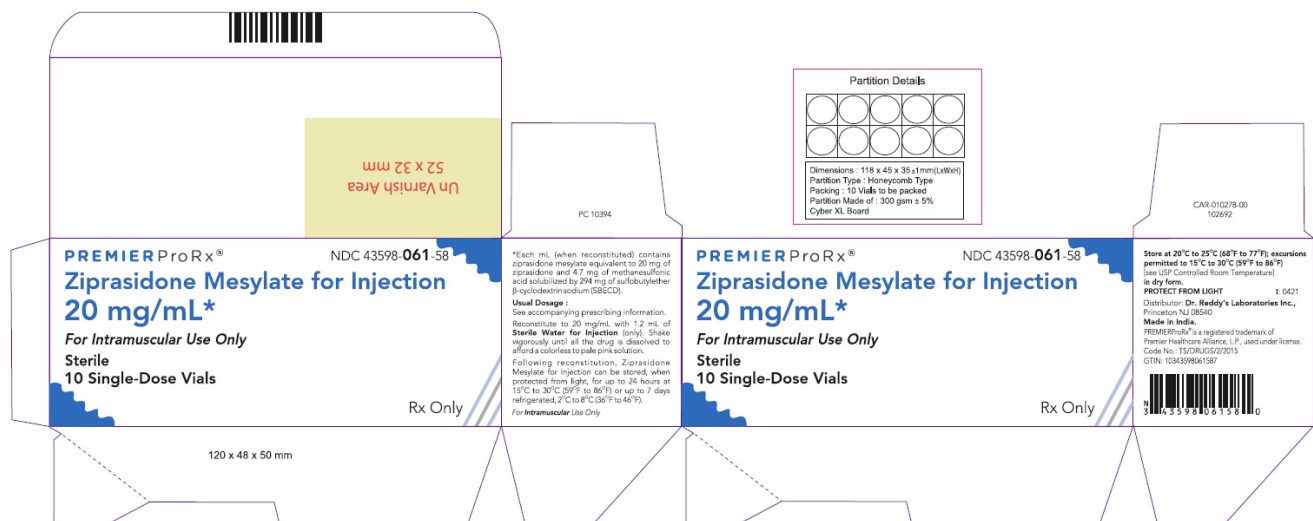 Partition Details
Dimensions : 118 x 45 x 35 ±1mm(LxWxH)
Partition Type : Honeycomb Type
Packing : 10 Vials to be packed
Partition Made of : 300 gsm ± 5%
Cyber XL Board
Un Varnish Area
52 x 32 mm
PC 10394
CAR-010278-00
102692
PREMIERProRx® NDC 43598-061-58
Ziprasidone Mesylate for Injection
20 mg/mL*
For Intramuscular Use Only
Sterile
10 Single-Dose Vials
Rx Only
*Each mL (when reconstituted) contains
ziprasidone mesylate equivalent to 20 mg of
ziprasidone and 4.7 mg of methanesulfonic
acid solubilized by 294 mg of sulfobutylether
β-cyclodextrin sodium (SBECD).
Usual Dosage :
See accompanying prescribing information.
Reconstitute to 20 mg/mL with 1.2 mL of
Sterile Water for Injection (only). Shake
vigorously until all the drug is dissolved to
afford a colorless to pale pink solution.
Following reconstitution, Ziprasidone
Mesylate for Injection can be stored, when
protected from light, for up to 24 hours at
15°C to 30°C (59°F to 86°F) or up to 7 days
refrigerated, 2°C to 8°C (36°F to 46°F).
For Intramuscular Use Only
PREMIERProRx® NDC 43598-061-58
Ziprasidone Mesylate for Injection
20 mg/mL*
For Intramuscular Use Only
Sterile
10 Single-Dose Vials
Rx Only
Store at 20°C to 25°C (68°F to 77°F); excursions
permitted to 15°C to 30°C (59°F to 86°F)
[see USP Controlled Room Temperature]
in dry form.
PROTECT FROM LIGHT I: 0421
Distributor: Dr. Reddy's Laboratories Inc.,
Princeton NJ 08540
Made in India.
PREMIERProRx® is a registered trademark of
Premier Healthcare Alliance, L.P., used under license.
Code No.: TS/DRUGS/2/2015
GTIN: 10343598061587
N
3 43598 06158 0
120 x 48 x 50 mm